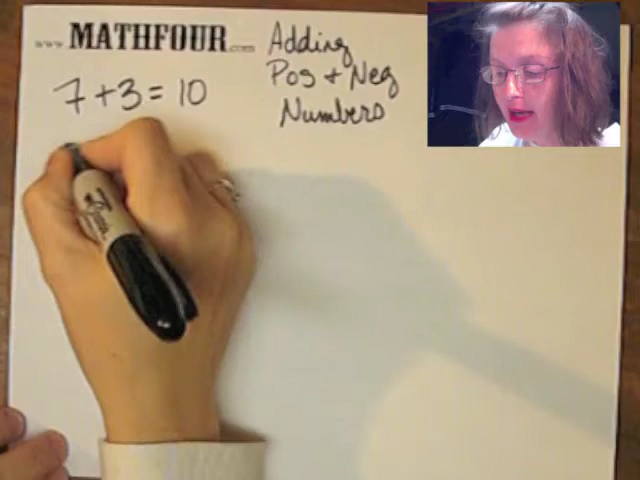 www.MATHFOUR.com
Adding
Pos + Neg
Numbers
7 + 3 = 10